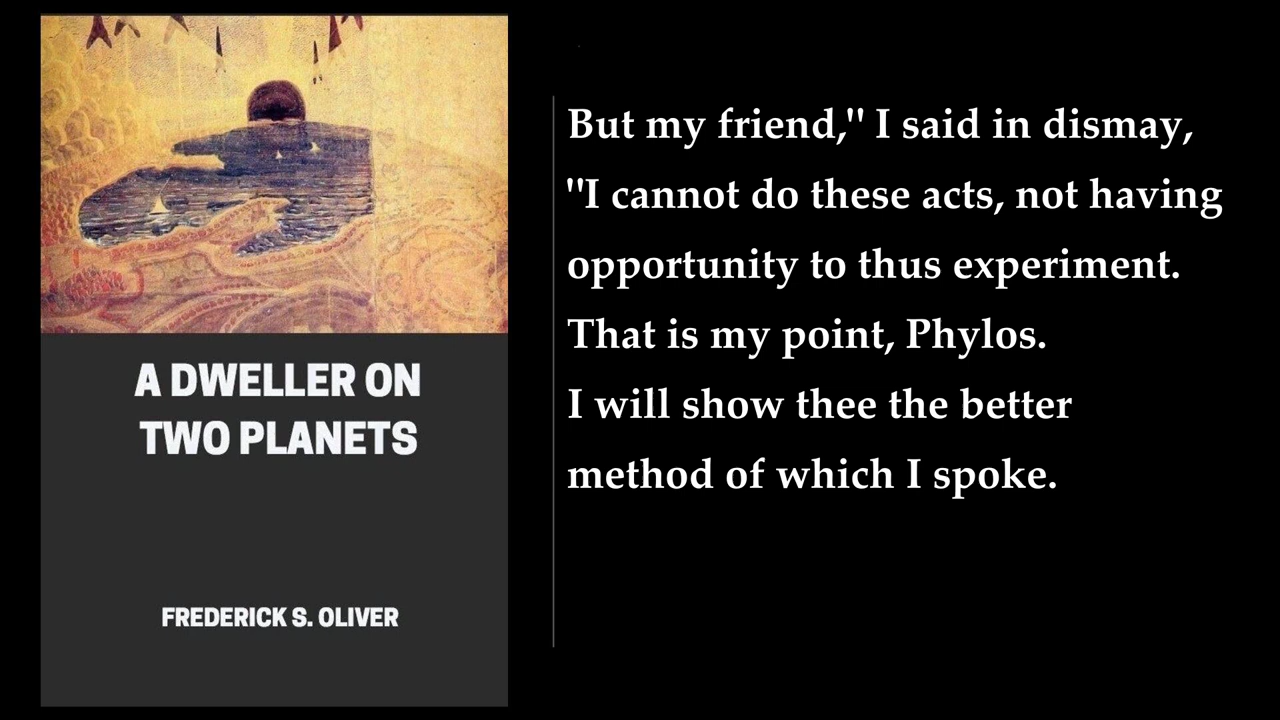 A DWELLER ON
TWO PLANETS
FREDERICK S. OLIVER
But my friend," I said in dismay,
"I cannot do these acts, not having
opportunity to thus experiment.
That is my point, Phylos.
I will show thee the better
method of which I spoke.